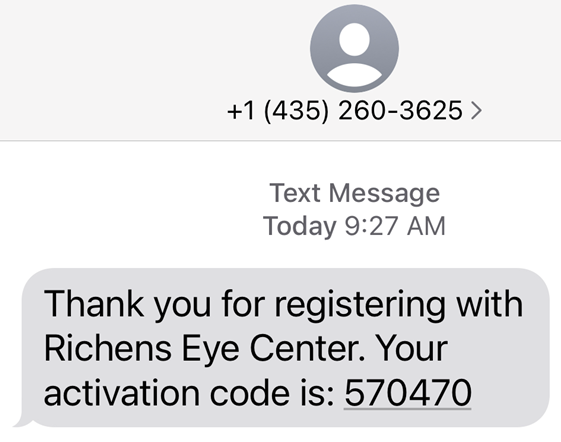 +1 (435) 260-3625 >
Text Message
Today 9:27 AM
Thank you for registering with
Richens Eye Center. Your
activation code is: 570470